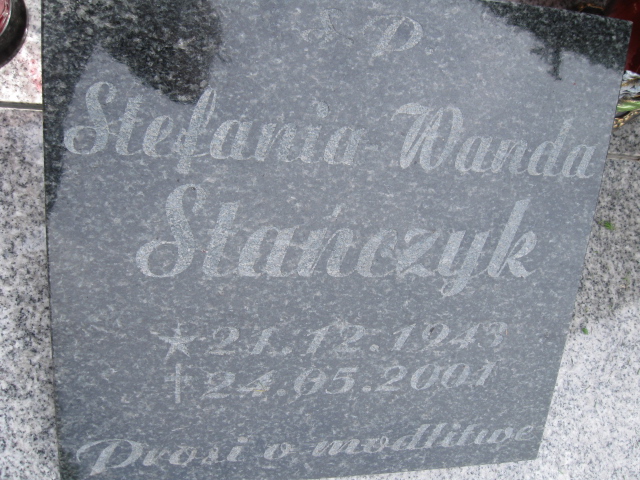 Ś.P.
Stefania Wanda
Stańczyk
★ 21.12.1943
† 24.05.2001
Prosi o modlitwę